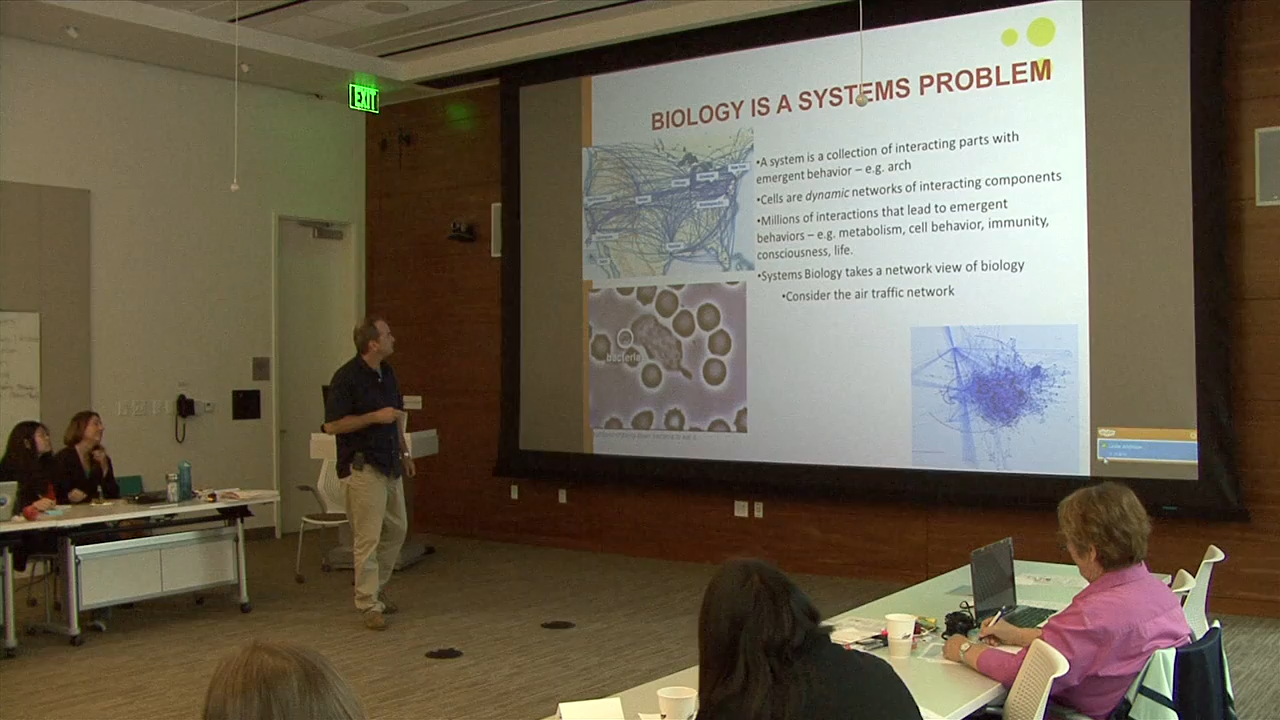 EXIT
BIOLOGY IS A SYSTEMS PROBLEM
•A system is a collection of interacting parts with
emergent behavior – e.g. arch
•Cells are dynamic networks of interacting components
•Millions of interactions that lead to emergent
behaviors – e.g. metabolism, cell behavior, immunity,
consciousness, life.
•Systems Biology takes a network view of biology
•Consider the air traffic network
bacteria